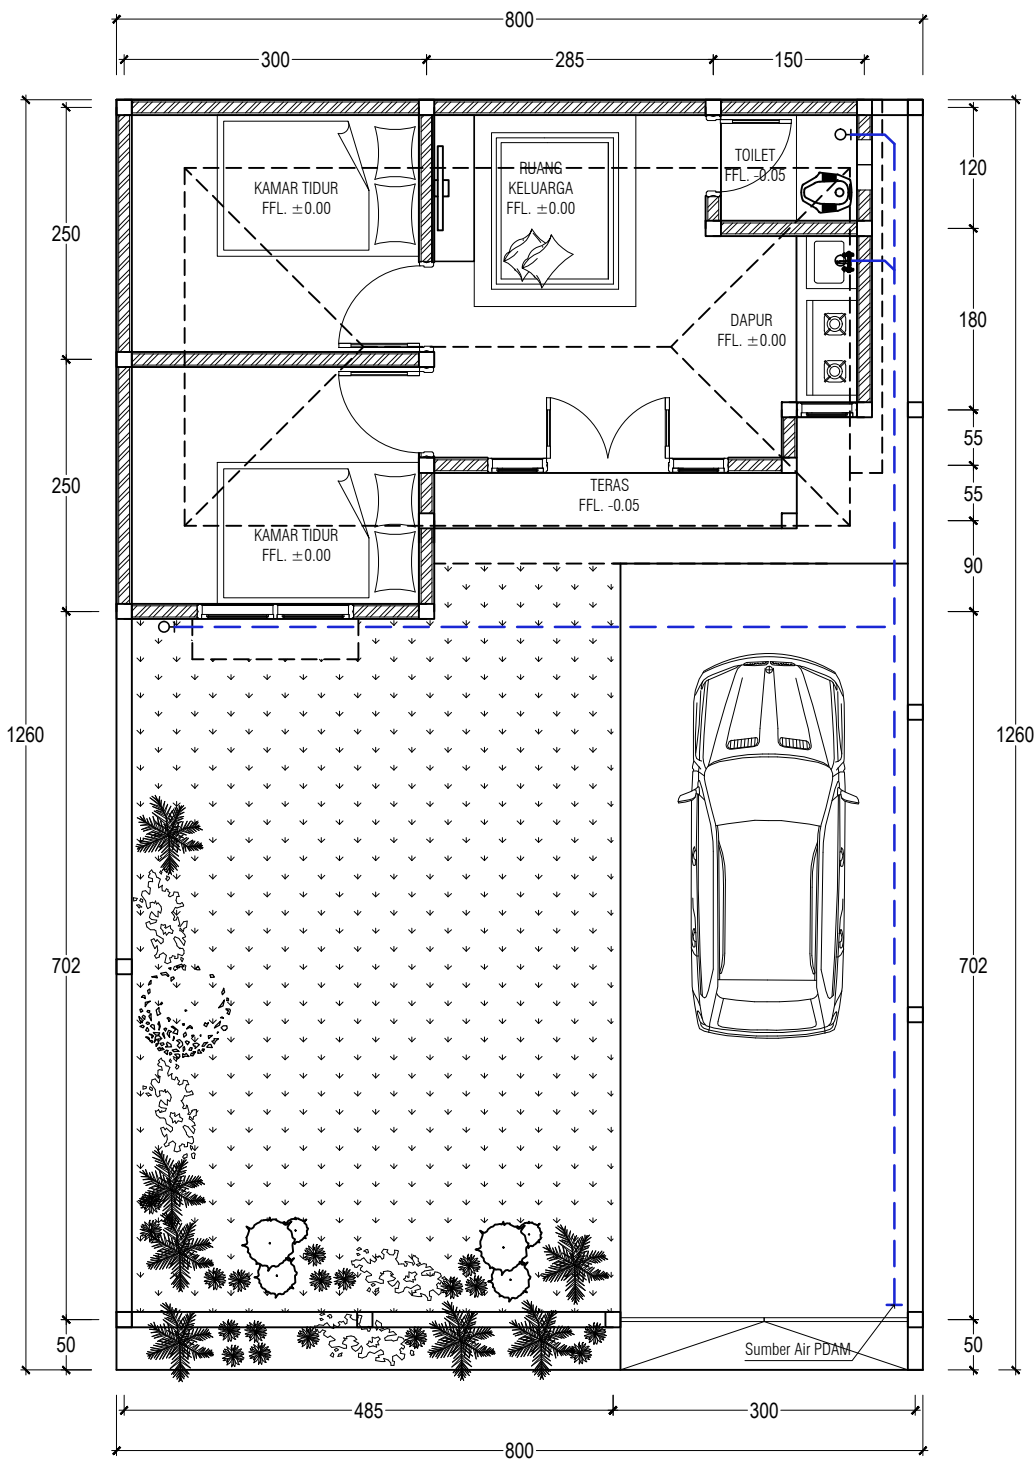 800
300
285
150
KAMAR TIDUR
FFL. ±0.00
RUANG
KELUARGA
FFL. ±0.00
TOILET
FFL. -0.05
120
250
180
DAPUR
FFL. ±0.00
55
250
TERAS
FFL. -0.05
55
KAMAR TIDUR
FFL. ±0.00
90
1260
1260
702
702
50
Sumber Air PDAM
50
485
300
800